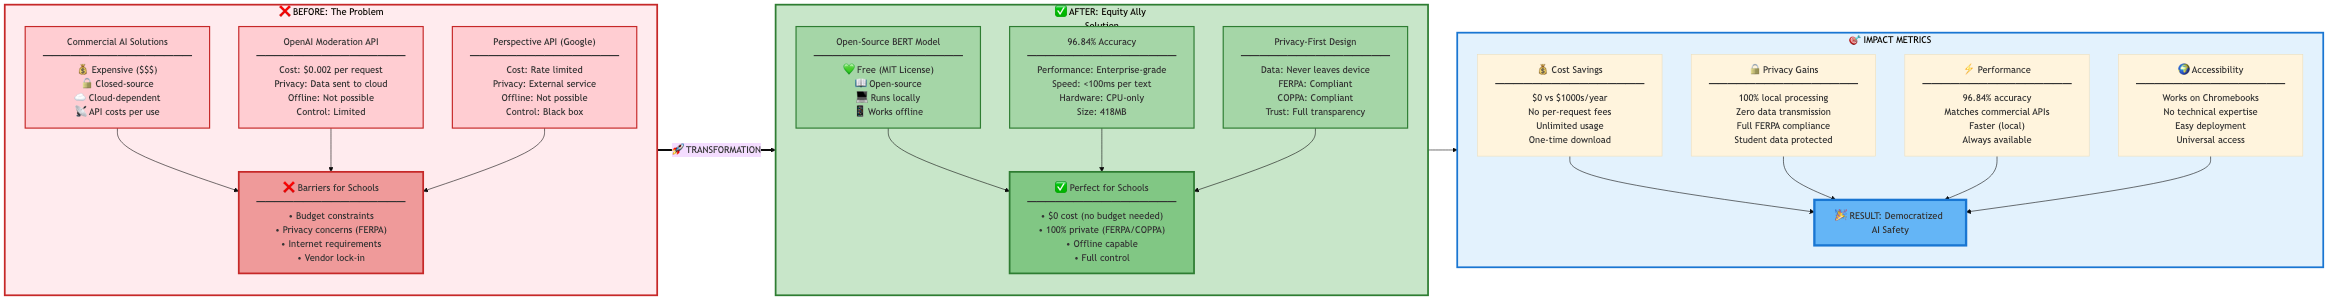 ❌ BEFORE: The Problem
Commercial AI Solutions
💰 Expensive ($$$)
🔒 Closed-source
☁️ Cloud-dependent
📡 API costs per use
OpenAI Moderation API
Cost: $0.002 per request
Privacy: Data sent to cloud
Offline: Not possible
Control: Limited
Perspective API (Google)
Cost: Rate limited
Privacy: External service
Offline: Not possible
Control: Black box
❌ Barriers for Schools
• Budget constraints
• Privacy concerns (FERPA)
• Internet requirements
• Vendor lock-in
🚀 TRANSFORMATION
✅ AFTER: Equity Ally
Solution
Open-Source BERT Model
💚 Free (MIT License)
📖 Open-source
💻 Runs locally
📱 Works offline
96.84% Accuracy
Performance: Enterprise-grade
Speed: <100ms per text
Hardware: CPU-only
Size: 418MB
Privacy-First Design
Data: Never leaves device
FERPA: Compliant
COPPA: Compliant
Trust: Full transparency
✅ Perfect for Schools
• $0 cost (no budget needed)
• 100% private (FERPA/COPPA)
• Offline capable
• Full control
🎯 IMPACT METRICS
💰 Cost Savings
$0 vs $1000s/year
No per-request fees
Unlimited usage
One-time download
🔒 Privacy Gains
100% local processing
Zero data transmission
Full FERPA compliance
Student data protected
⚡ Performance
96.84% accuracy
Matches commercial APIs
Faster (local)
Always available
🌍 Accessibility
Works on Chromebooks
No technical expertise
Easy deployment
Universal access
🎉 RESULT: Democratized
AI Safety